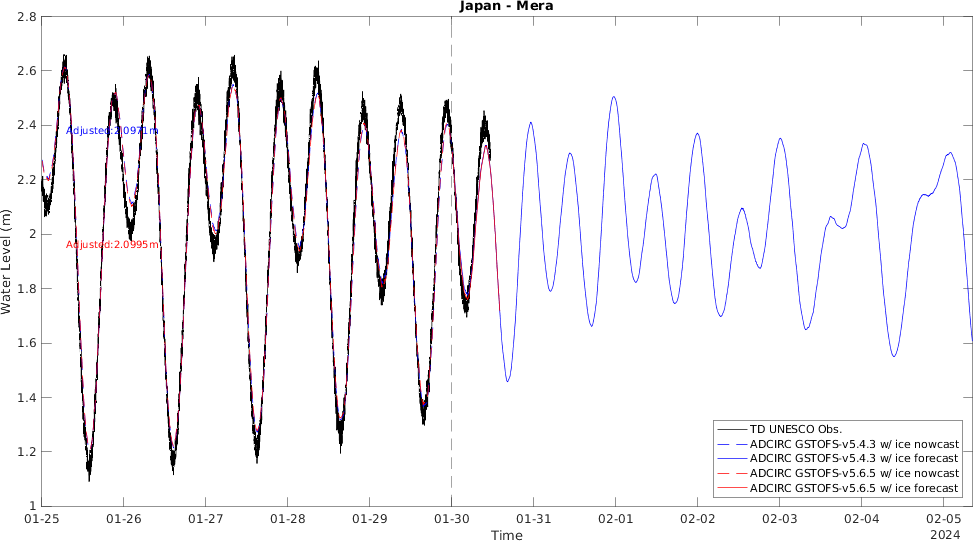 Japan - Mera
2.8
2.6
2.4
2.2
2
1.8
1.6
1.4
1.2
1
Water Level (m)
Adjusted:2.0971m
Adjusted:2.0995m
TD UNESCO Obs.
ADCIRC GSTOFS-v5.4.3 w/ ice nowcast
ADCIRC GSTOFS-v5.4.3 w/ ice forecast
ADCIRC GSTOFS-v5.6.5 w/ ice nowcast
ADCIRC GSTOFS-v5.6.5 w/ ice forecast
01-25 01-26 01-27 01-28 01-29 01-30 01-31 02-01 02-02 02-03 02-04 02-05
Time
2024